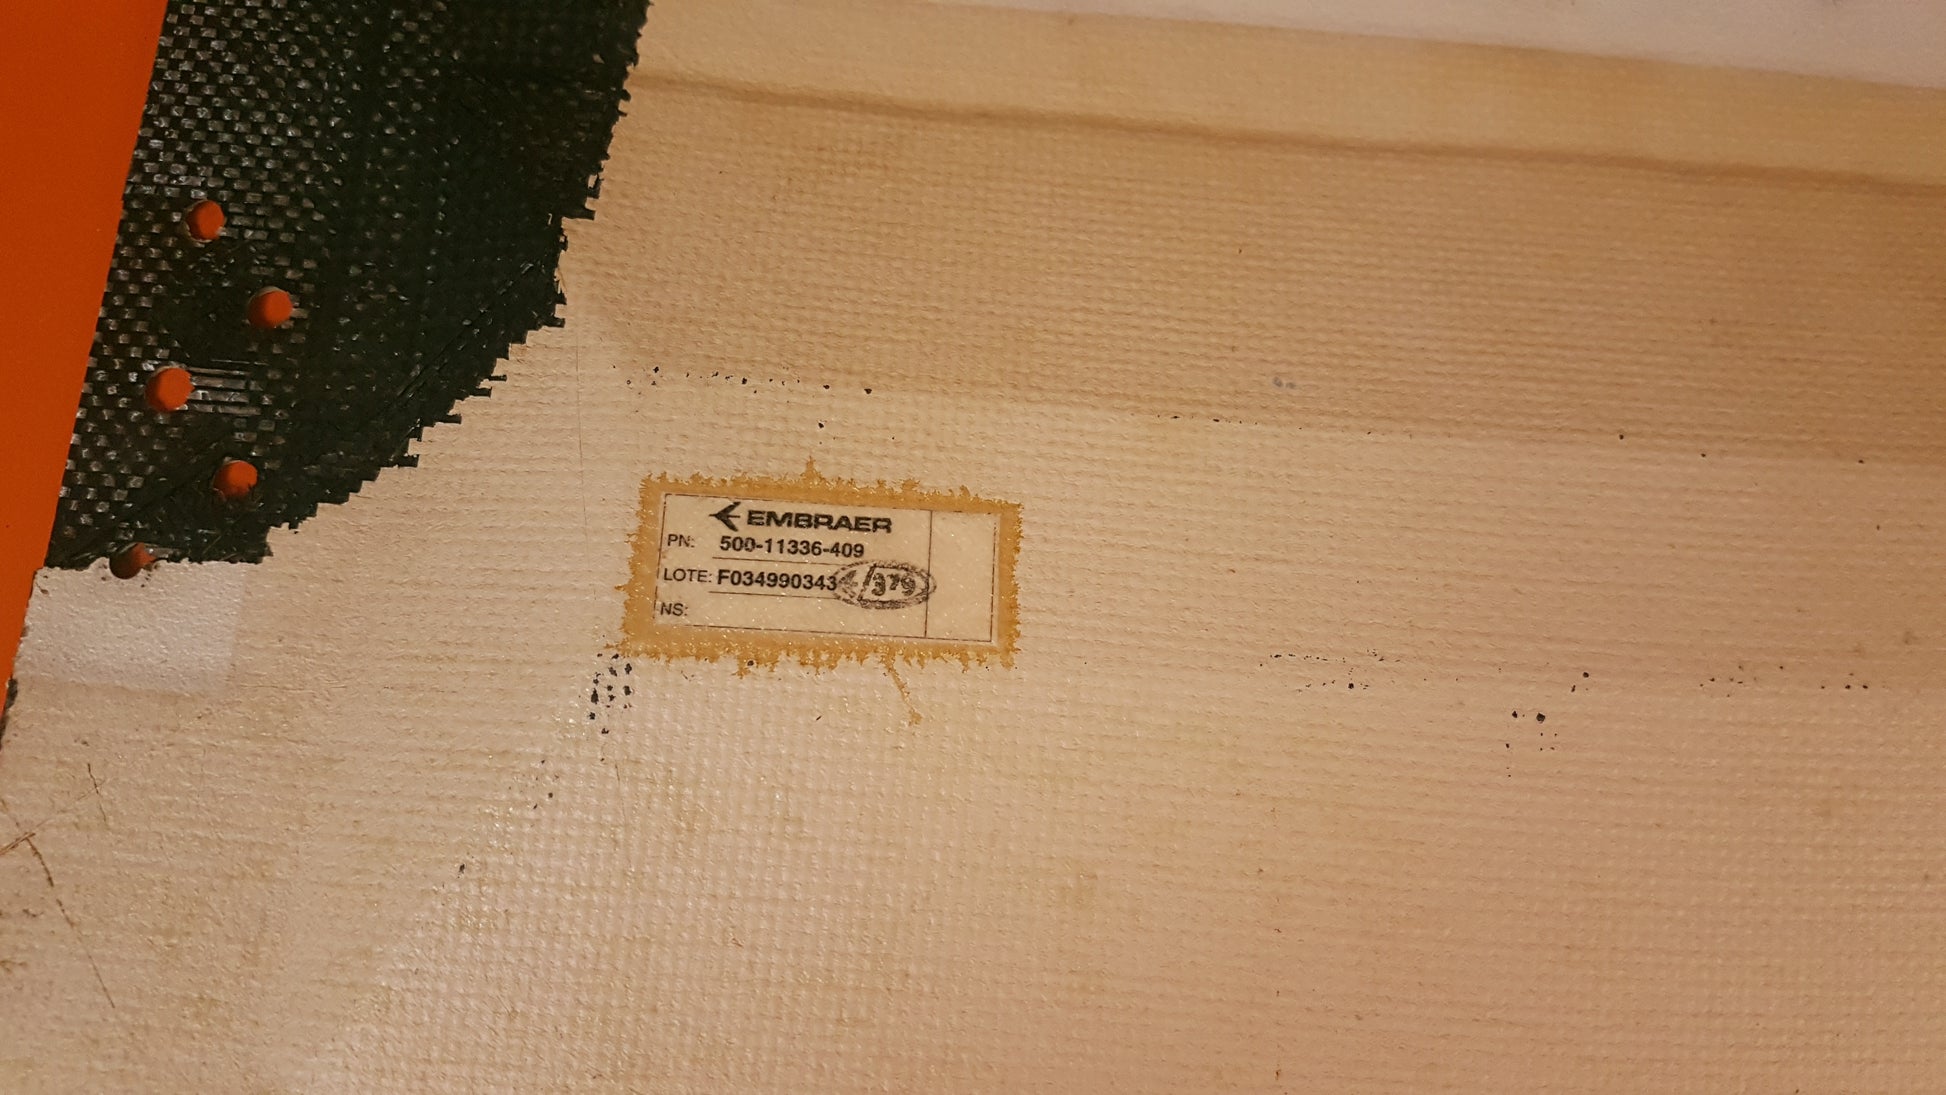 EMBRAER
PN: 500-11336-409
LOTE: F034990343
379
NS: